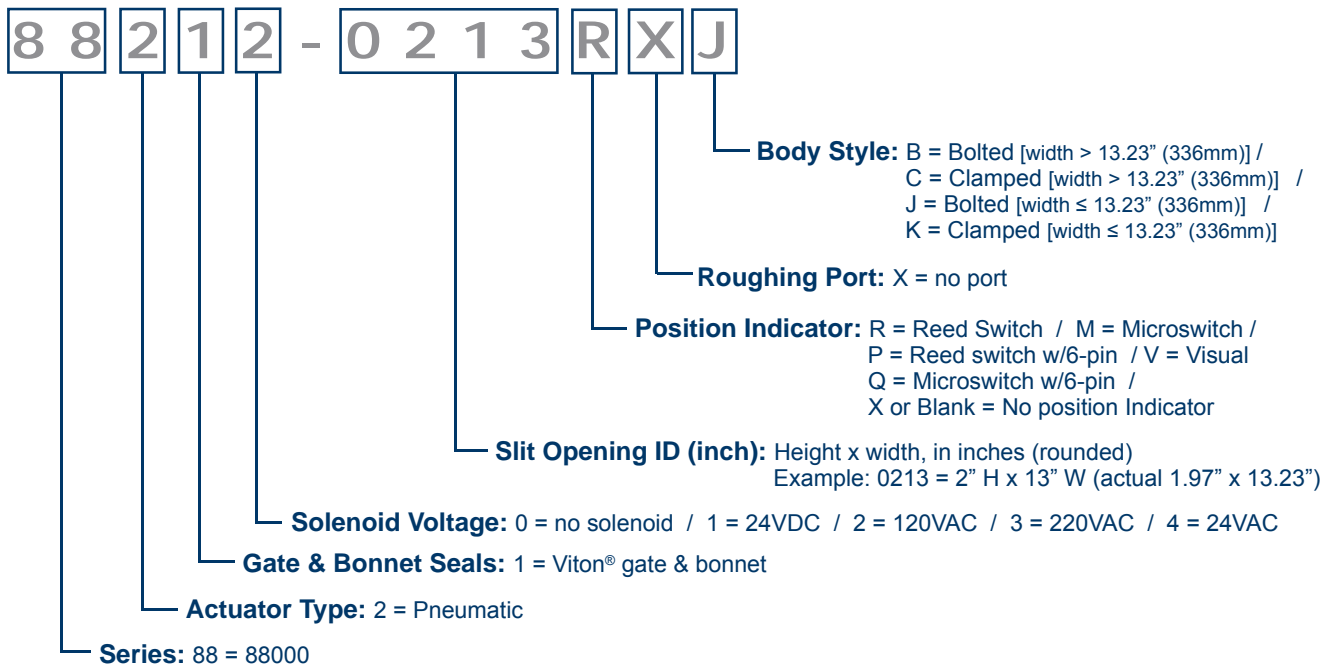 8 8 2 1 2 - 0 2 1 3 R X J
Body Style: B = Bolted [width > 13.23” (336mm)] /
C = Clamped [width > 13.23” (336mm)] /
J = Bolted [width ≤ 13.23” (336mm)] /
K = Clamped [width ≤ 13.23” (336mm)]
Roughing Port: X = no port
Position Indicator: R = Reed Switch / M = Microswitch /
P = Reed switch w/6-pin / V = Visual
Q = Microswitch w/6-pin /
X or Blank = No position Indicator
Slit Opening ID (inch): Height x width, in inches (rounded)
Example: 0213 = 2” H x 13” W (actual 1.97” x 13.23”)
Solenoid Voltage: 0 = no solenoid / 1 = 24VDC / 2 = 120VAC / 3 = 220VAC / 4 = 24VAC
Gate & Bonnet Seals: 1 = Viton® gate & bonnet
Actuator Type: 2 = Pneumatic
Series: 88 = 88000